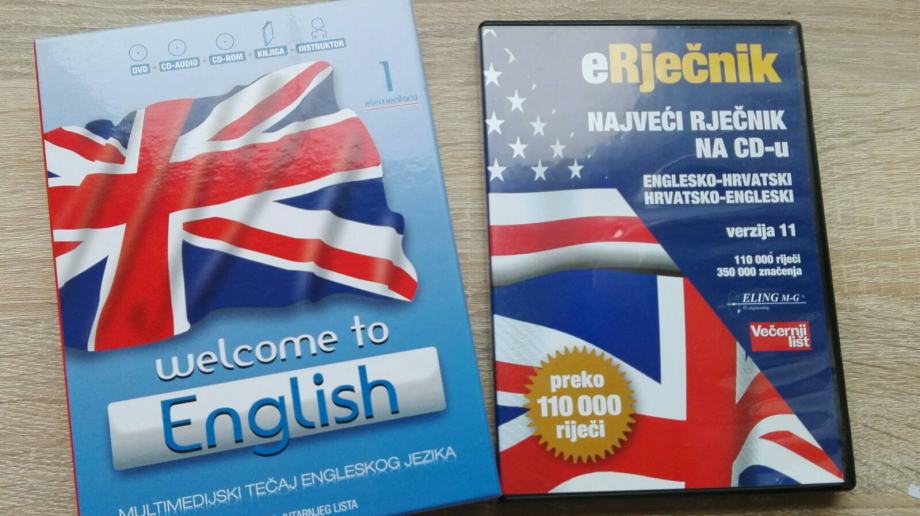 DVD + CD-AUDIO + CD-ROM + KNJIGA + INSTRUKTOR
1
elementary
welcome to
English
MULTIMEDIJSKI TEČAJ ENGLESKOG JEZIKA
JUTARNJEG LISTA
eRječnik
NAJVEĆI RJEČNIK
NA CD-u
ENGLESKO-HRVATSKI
HRVATSKO-ENGLESKI
verzija 11
110 000 riječi
350 000 značenja
ELING M-G
Večernji
list
preko
110 000
riječi